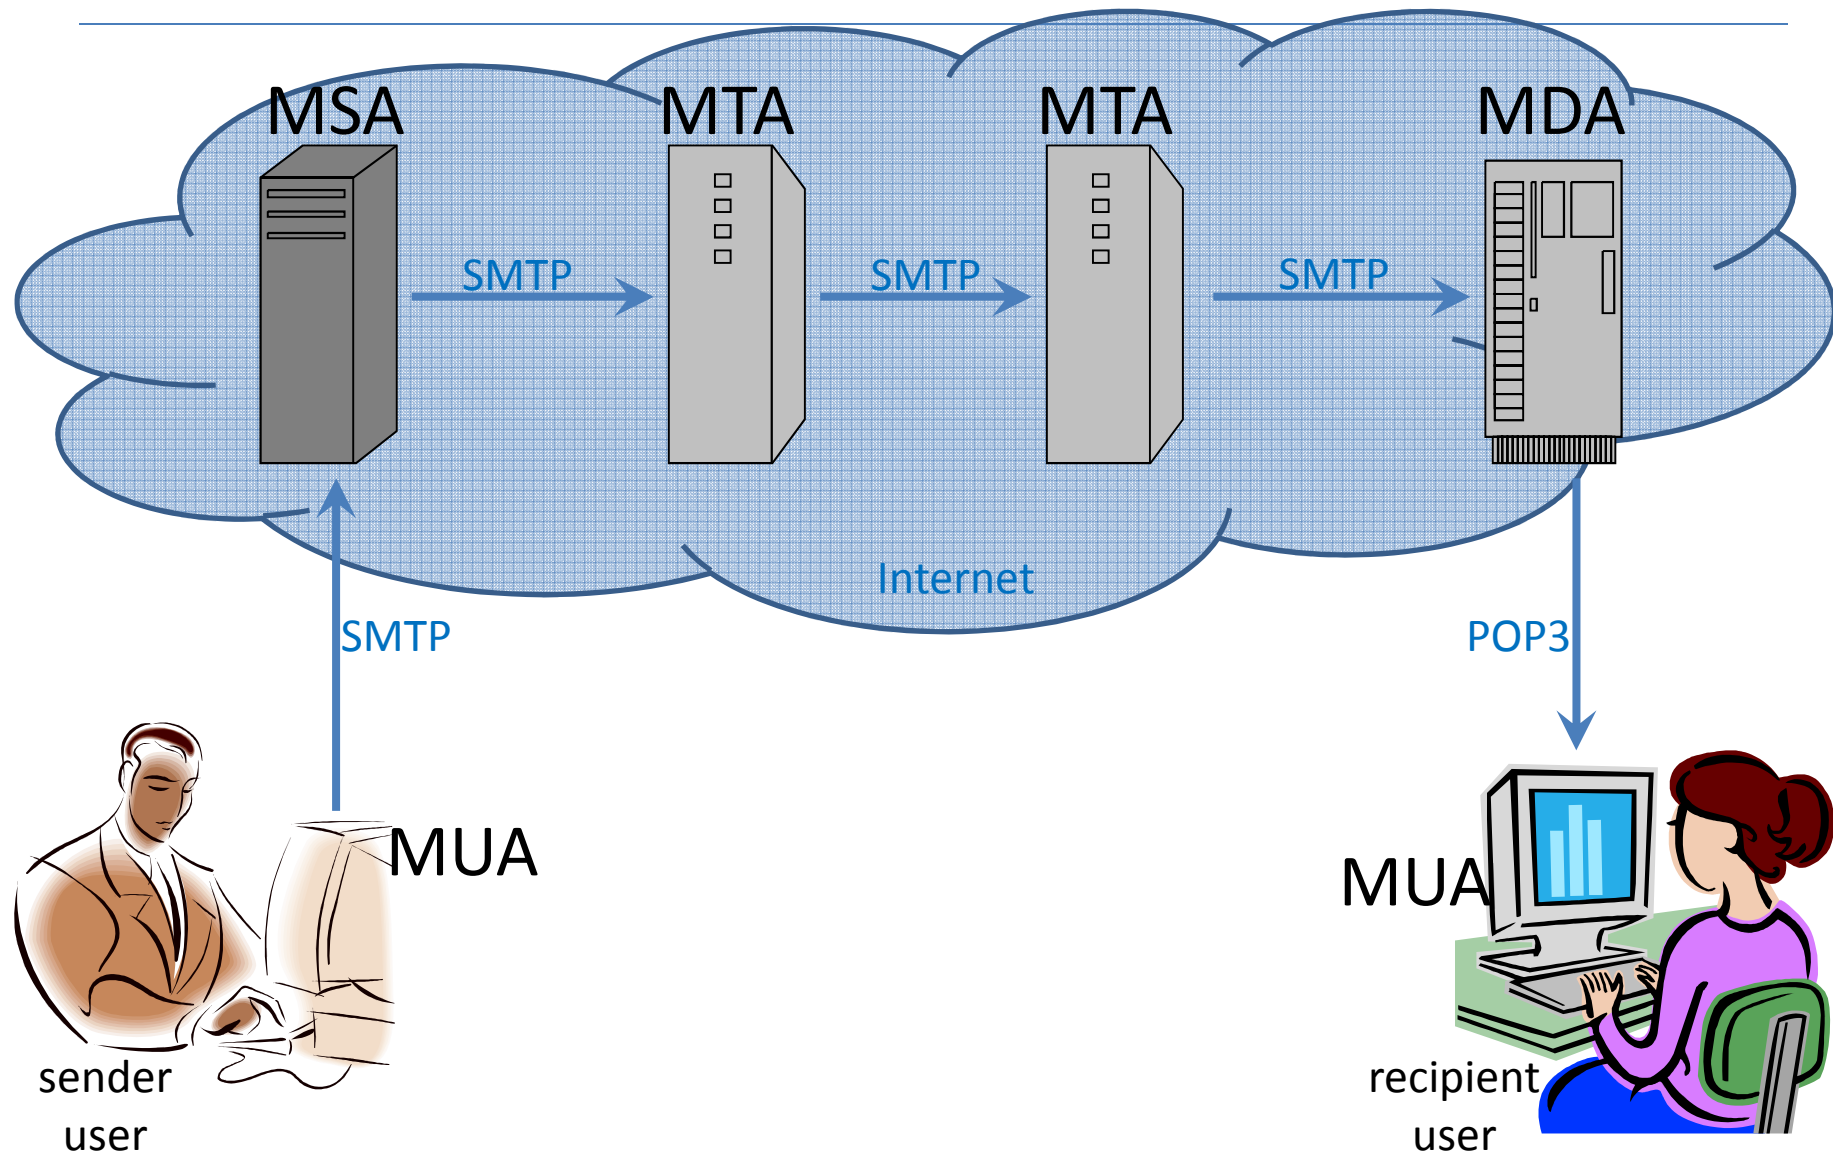 MSA
MTA
MTA
MDA
SMTP
SMTP
SMTP
Internet
SMTP
POP3
MUA
MUA
sender
user
recipient
user